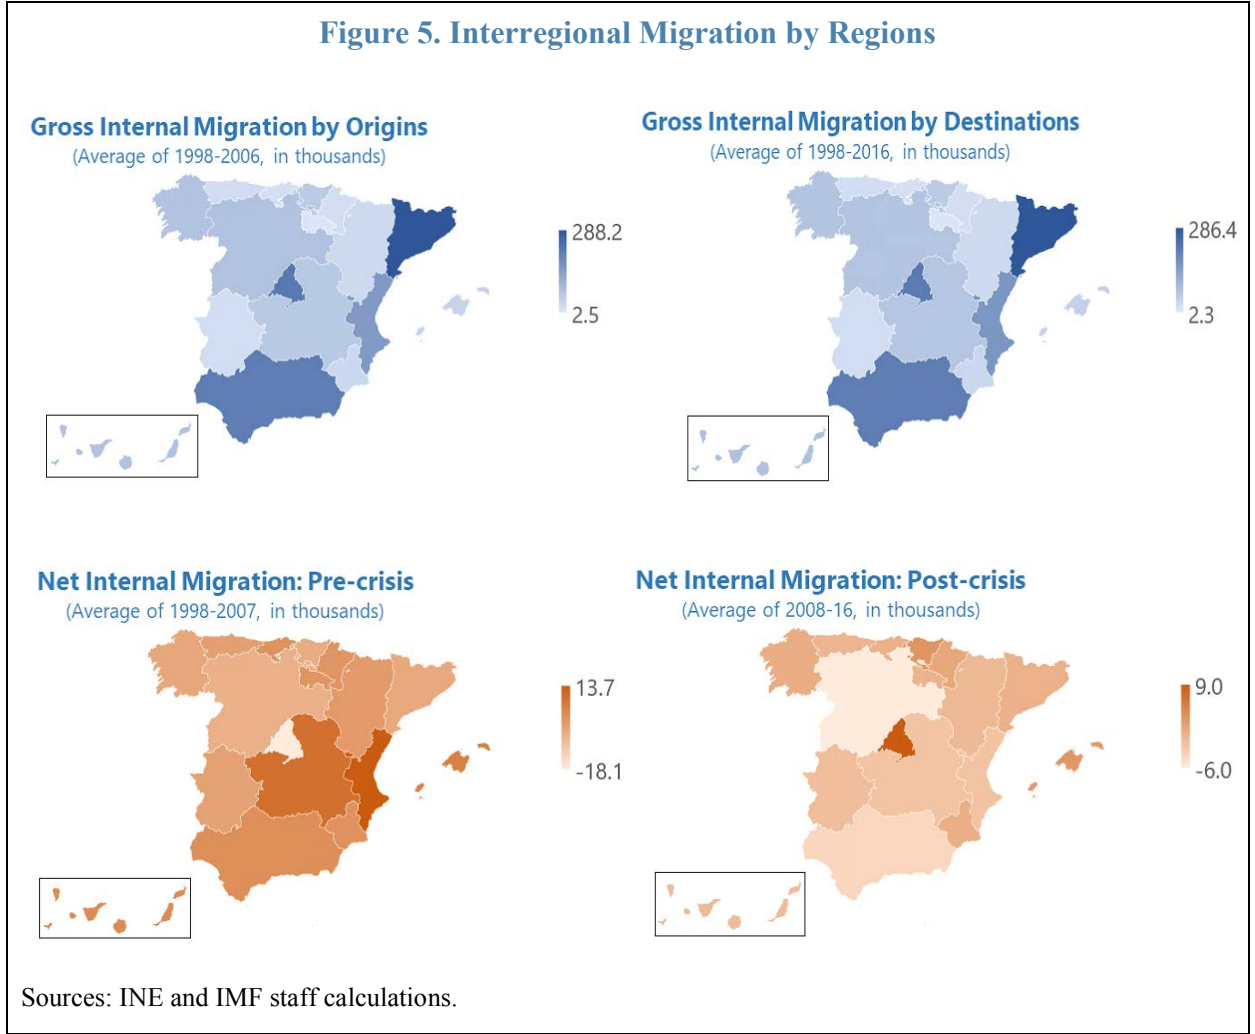 Figure 5. Interregional Migration by Regions
Gross Internal Migration by Origins
(Average of 1998-2006, in thousands)
288.2
2.5
Gross Internal Migration by Destinations
(Average of 1998-2016, in thousands)
286.4
2.3
Net Internal Migration: Pre-crisis
(Average of 1998-2007, in thousands)
13.7
-18.1
Net Internal Migration: Post-crisis
(Average of 2008-16, in thousands)
9.0
-6.0
Sources: INE and IMF staff calculations.